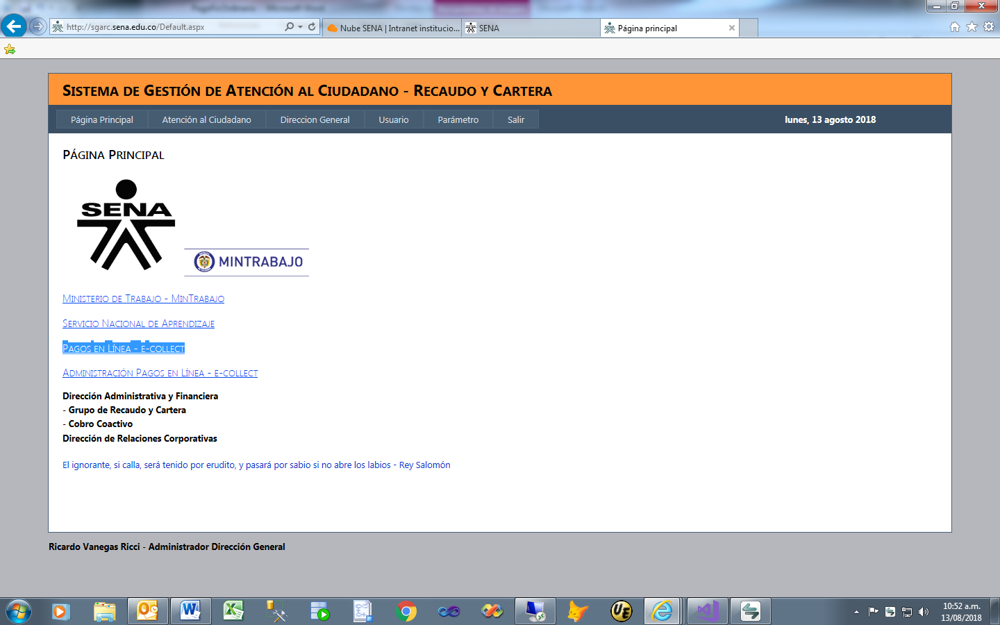 http://sgarc.sena.edu.co/Default.aspx
Nube SENA | Intranet institucio...
SENA
Página principal
Sistema de Gestión de Atención al Ciudadano - Recaudo y Cartera
Página Principal
Atención al Ciudadano
Direccion General
Usuario
Parámetro
Salir
lunes, 13 agosto 2018
Página Principal
SENA
MINTRABAJO
Ministerio de Trabajo - MinTrabajo
Servicio Nacional de Aprendizaje
Pagos en Línea - e-collect
Administración Pagos en Línea - e-collect
Dirección Administrativa y Financiera
- Grupo de Recaudo y Cartera
- Cobro Coactivo
Dirección de Relaciones Corporativas
El ignorante, si calla, será tenido por erudito, y pasará por sabio si no abre los labios - Rey Salomón
Ricardo Vanegas Ricci - Administrador Dirección General
10:52 a.m.
13/08/2018